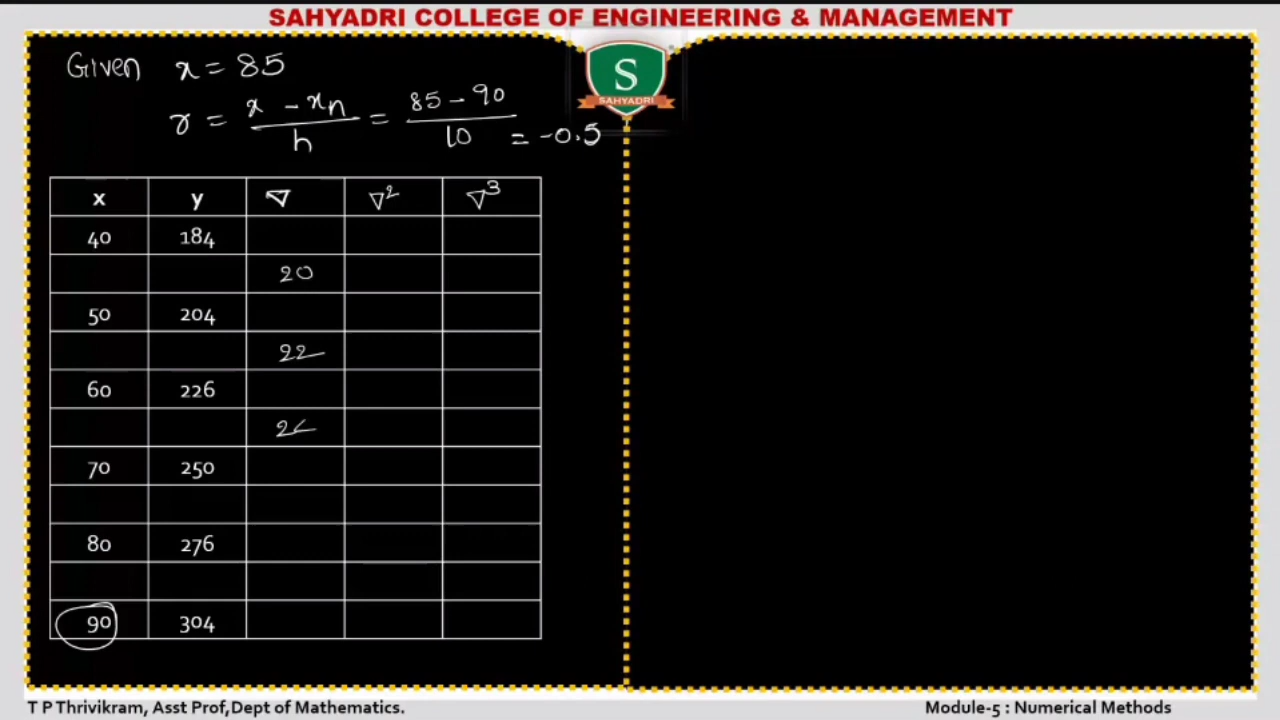 SAHYADRI COLLEGE OF ENGINEERING & MANAGEMENT
Given x = 85
r = x - xn / h = 85 - 90 / 10 = -0.5
S
SAHYADRI
x y ∇ ∇² ∇³
40 184
20
50 204
22
60 226
24
70 250
80 276
90 304
T P Thrivikram, Asst Prof,Dept of Mathematics.
Module-5 : Numerical Methods